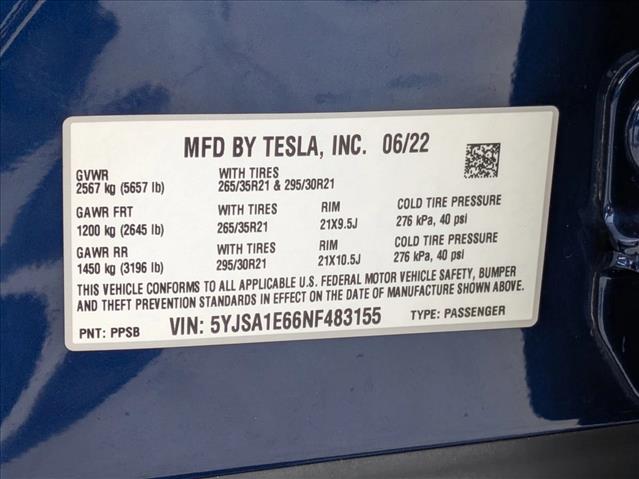 MFD BY TESLA, INC. 06/22
GVWR WITH TIRES
2567 kg (5657 lb) 265/35R21 & 295/30R21
GAWR FRT WITH TIRES RIM COLD TIRE PRESSURE
1200 kg (2645 lb) 265/35R21 21X9.5J 276 kPa, 40 psi
GAWR RR WITH TIRES RIM COLD TIRE PRESSURE
1450 kg (3196 lb) 295/30R21 21X10.5J 276 kPa, 40 psi
THIS VEHICLE CONFORMS TO ALL APPLICABLE U.S. FEDERAL MOTOR VEHICLE SAFETY, BUMPER
AND THEFT PREVENTION STANDARDS IN EFFECT ON THE DATE OF MANUFACTURE SHOWN ABOVE.
PNT: PPSB VIN: 5YJSA1E66NF483155 TYPE: PASSENGER